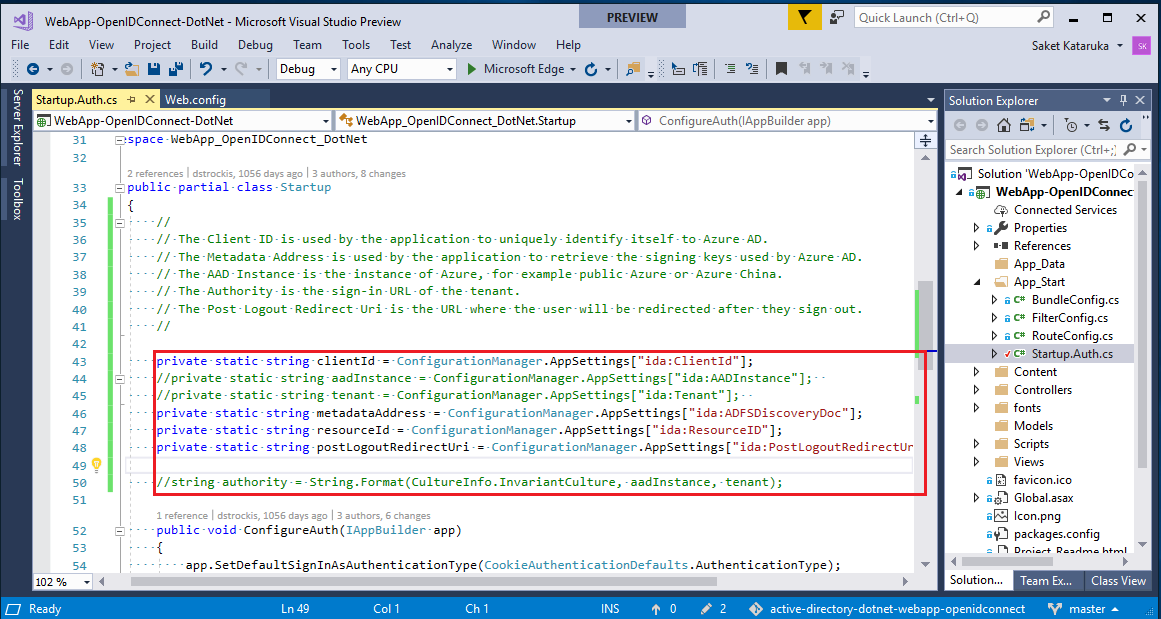 WebApp-OpenIDConnect-DotNet - Microsoft Visual Studio Preview
PREVIEW
Quick Launch (Ctrl+Q)
File Edit View Project Build Debug Team Tools Test Analyze Window Help
Saket Kataruka
SK
Debug Any CPU Microsoft Edge
Server Explorer
Toolbox
Startup.Auth.cs Web.config
WebApp-OpenIDConnect-DotNet WebApp_OpenIDConnect_DotNet.Startup ConfigureAuth(IAppBuilder app)
31 space WebApp_OpenIDConnect_DotNet
32
2 references | dstrockis, 1056 days ago | 3 authors, 8 changes
33 public partial class Startup
34 {
35 //
36 // The Client ID is used by the application to uniquely identify itself to Azure AD.
37 // The Metadata Address is used by the application to retrieve the signing keys used by Azure AD.
38 // The AAD Instance is the instance of Azure, for example public Azure or Azure China.
39 // The Authority is the sign-in URL of the tenant.
40 // The Post Logout Redirect Uri is the URL where the user will be redirected after they sign out.
41 //
42
43 private static string clientId = ConfigurationManager.AppSettings["ida:ClientId"];
44 //private static string aadInstance = ConfigurationManager.AppSettings["ida:AADInstance"];
45 //private static string tenant = ConfigurationManager.AppSettings["ida:Tenant"];
46 private static string metadataAddress = ConfigurationManager.AppSettings["ida:ADFSDiscoveryDoc"];
47 private static string resourceId = ConfigurationManager.AppSettings["ida:ResourceID"];
48 private static string postLogoutRedirectUri = ConfigurationManager.AppSettings["ida:PostLogoutRedirectUr
49
50 //string authority = String.Format(CultureInfo.InvariantCulture, aadInstance, tenant);
51
1 reference | dstrockis, 1056 days ago | 3 authors, 6 changes
52 public void ConfigureAuth(IAppBuilder app)
53 {
54 app.SetDefaultSignInAsAuthenticationType(CookieAuthenticationDefaults.AuthenticationType);
102 %
Solution Explorer
Search Solution Explorer (Ctrl+;)
Solution 'WebApp-OpenIDCo
WebApp-OpenIDConnec
Connected Services
Properties
References
App_Data
App_Start
C# BundleConfig.cs
C# FilterConfig.cs
C# RouteConfig.cs
C# Startup.Auth.cs
Content
Controllers
fonts
Models
Scripts
Views
favicon.ico
Global.asax
Icon.png
packages.config
Project_Readme.html
Solution... Team Ex... Class View
Ready Ln 49 Col 1 Ch 1 INS 0 2 active-directory-dotnet-webapp-openidconnect master